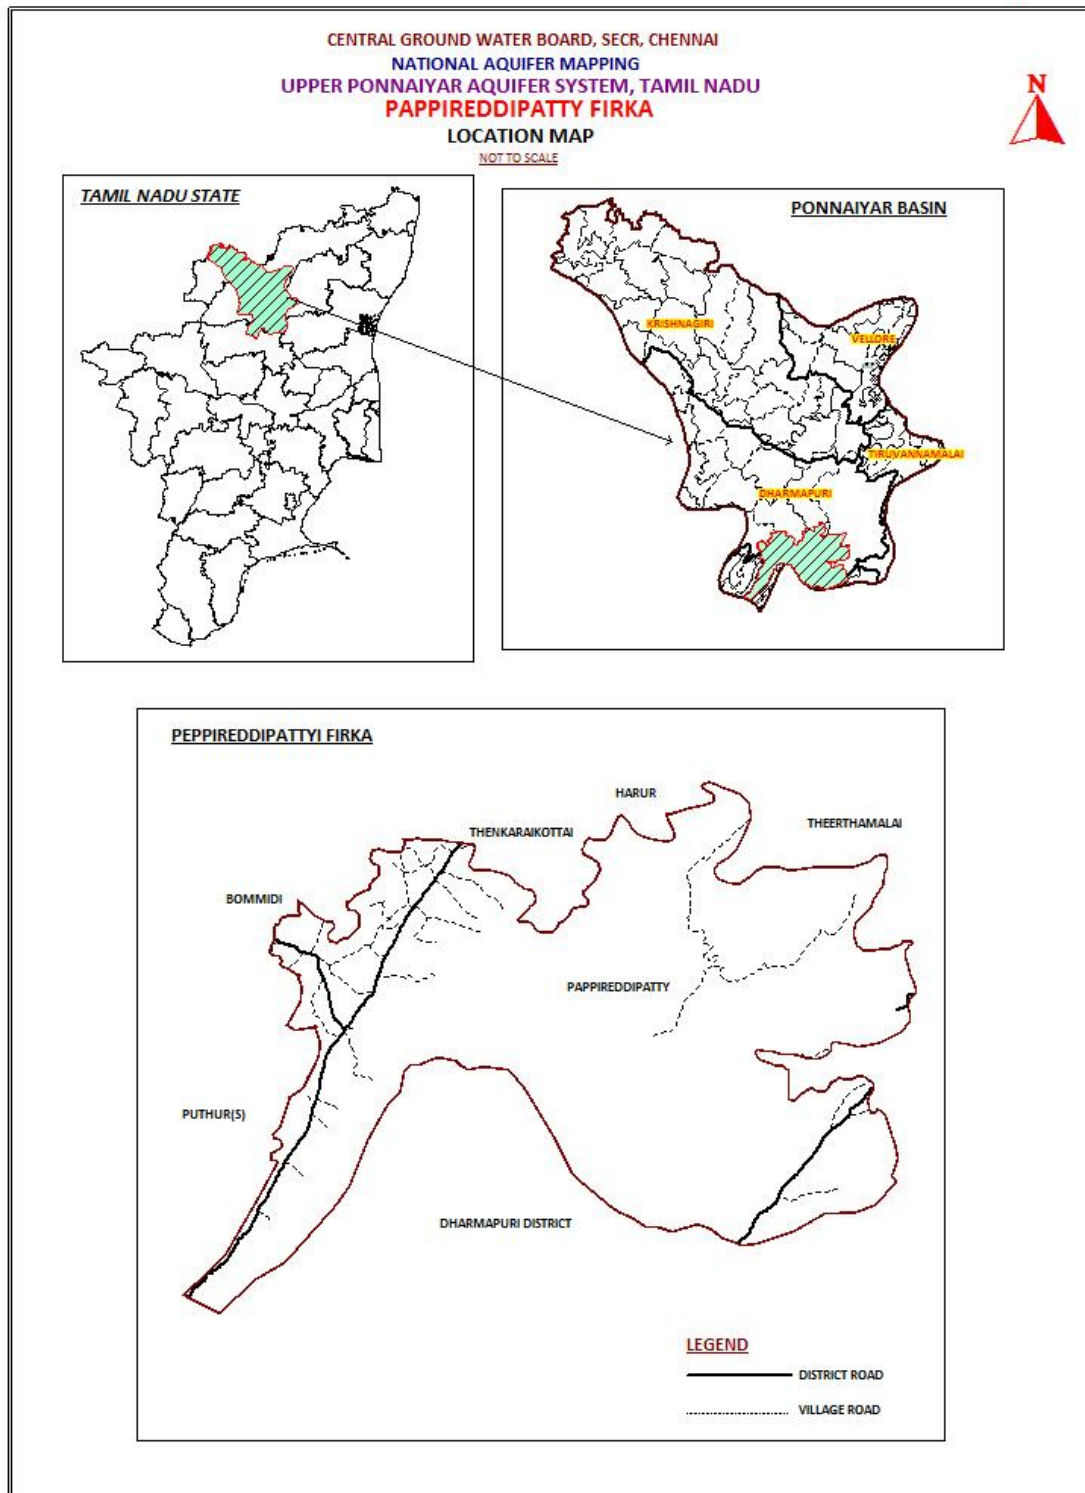 CENTRAL GROUND WATER BOARD, SECR, CHENNAI
NATIONAL AQUIFER MAPPING
UPPER PONNAIYAR AQUIFER SYSTEM, TAMIL NADU
PAPPIREDDIPATTY FIRKA
LOCATION MAP
NOT TO SCALE
N
TAMIL NADU STATE
PONNAIYAR BASIN
KRISHNAGIRI
VELLORE
TIRUVANNAMALAI
DHARMAPURI
PEPPIREDDIPATTYI FIRKA
HARUR
THEERTHAMALAI
THENKARAIKOTTAI
BOMMIDI
PAPPIREDDIPATTY
PUTHUR(S)
DHARMAPURI DISTRICT
LEGEND
DISTRICT ROAD
VILLAGE ROAD